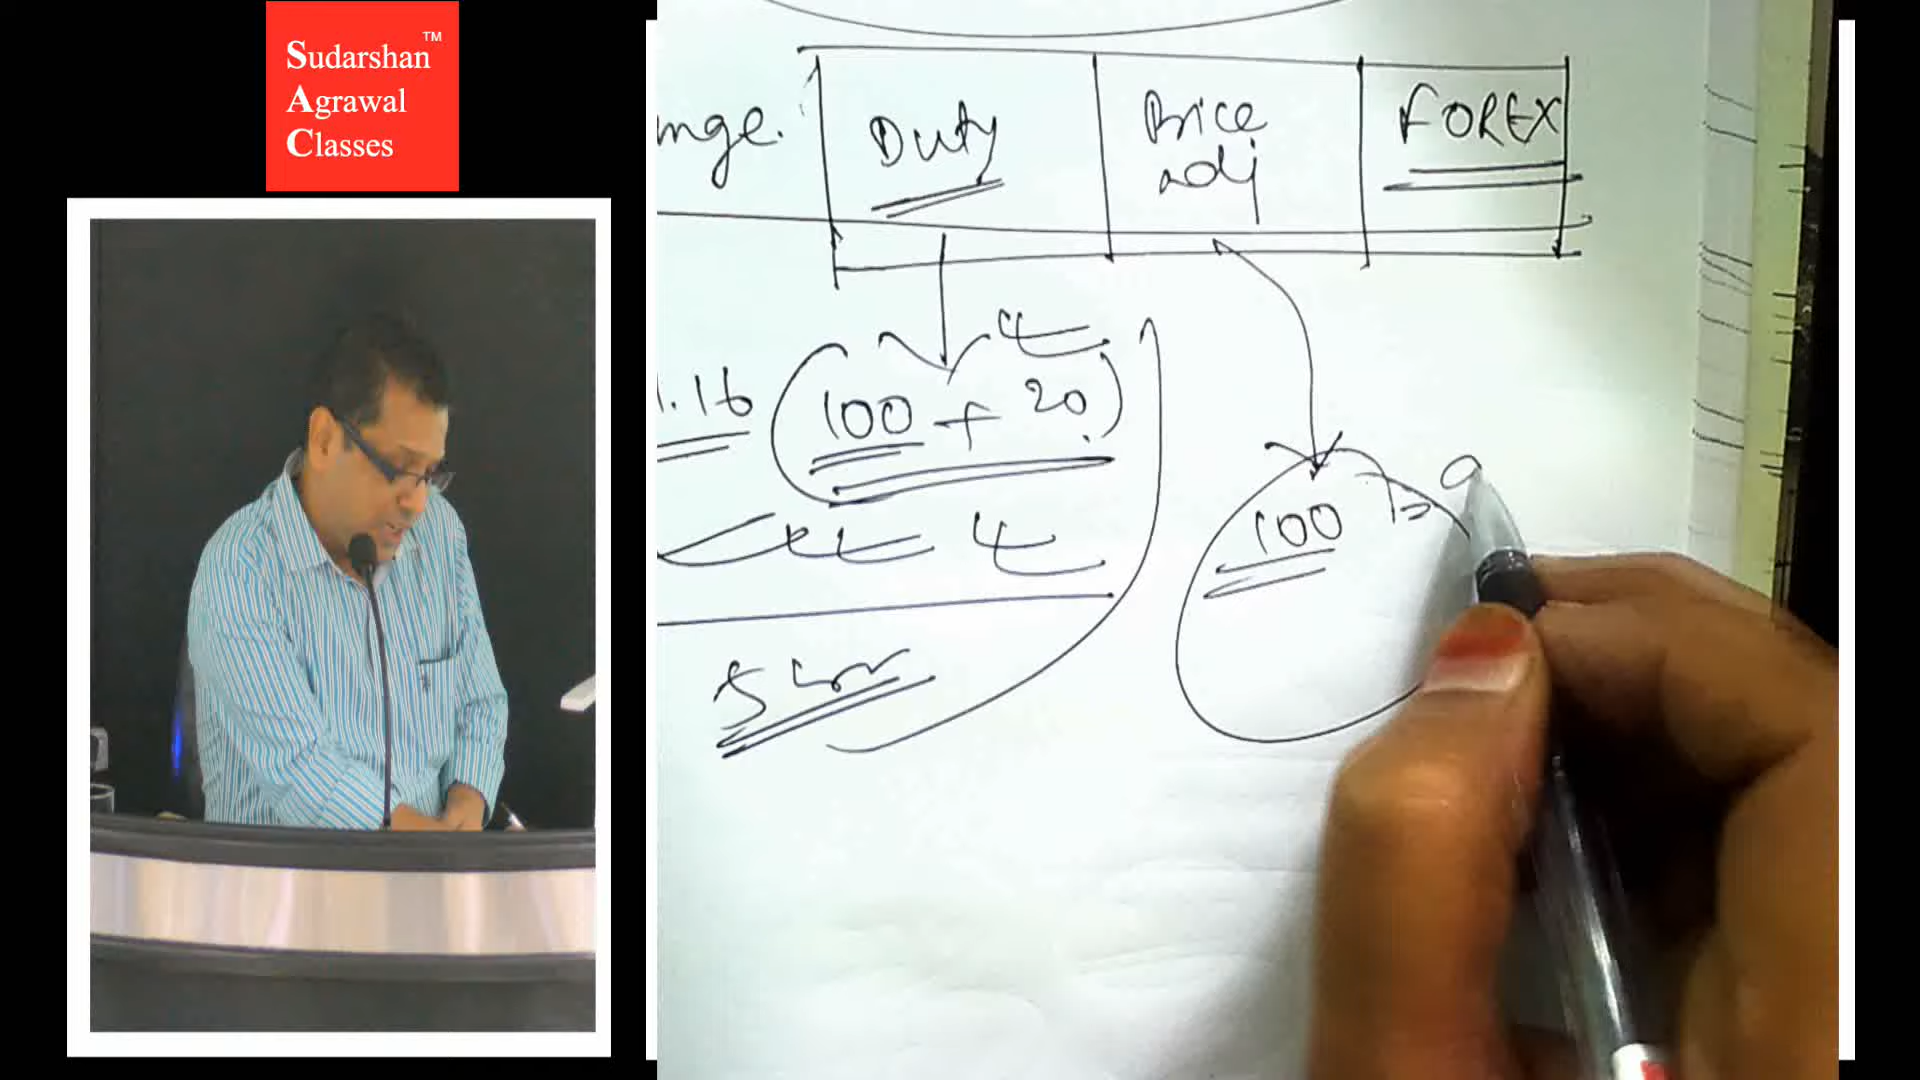 Sudarshan™
Agrawal
Classes
nge. Duty Price adj FOREX
1.16 100 + 20
100